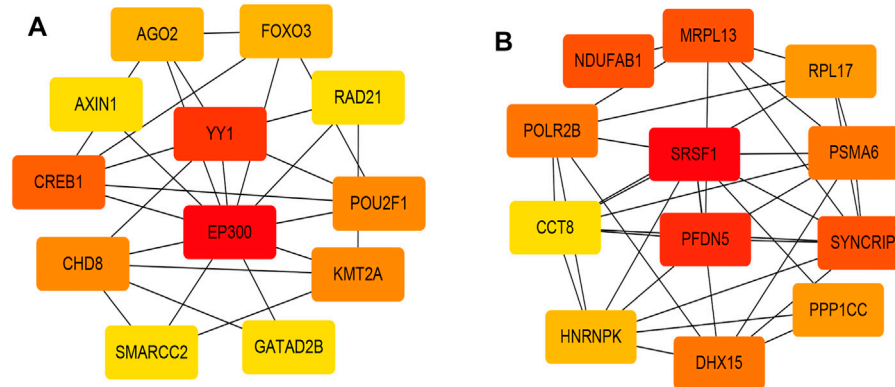 A
AGO2
FOXO3
AXIN1
RAD21
YY1
CREB1
POU2F1
EP300
CHD8
KMT2A
SMARCC2
GATAD2B
B
MRPL13
NDUFAB1
RPL17
POLR2B
SRSF1
PSMA6
CCT8
PFDN5
SYNCRIP
PPP1CC
HNRNPK
DHX15